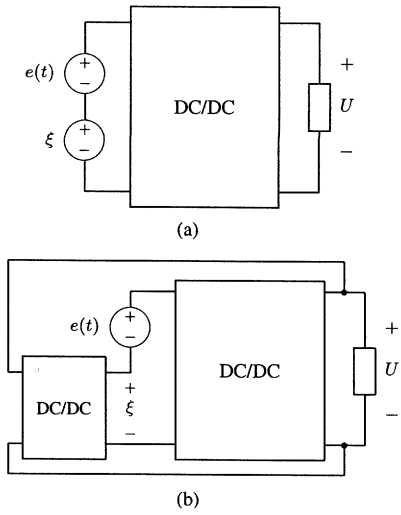 +
e(t)
−
+
ξ
−
DC/DC
+
U
−
(a)
e(t)
+
−
DC/DC
+
U
−
DC/DC
+
ξ
−
(b)